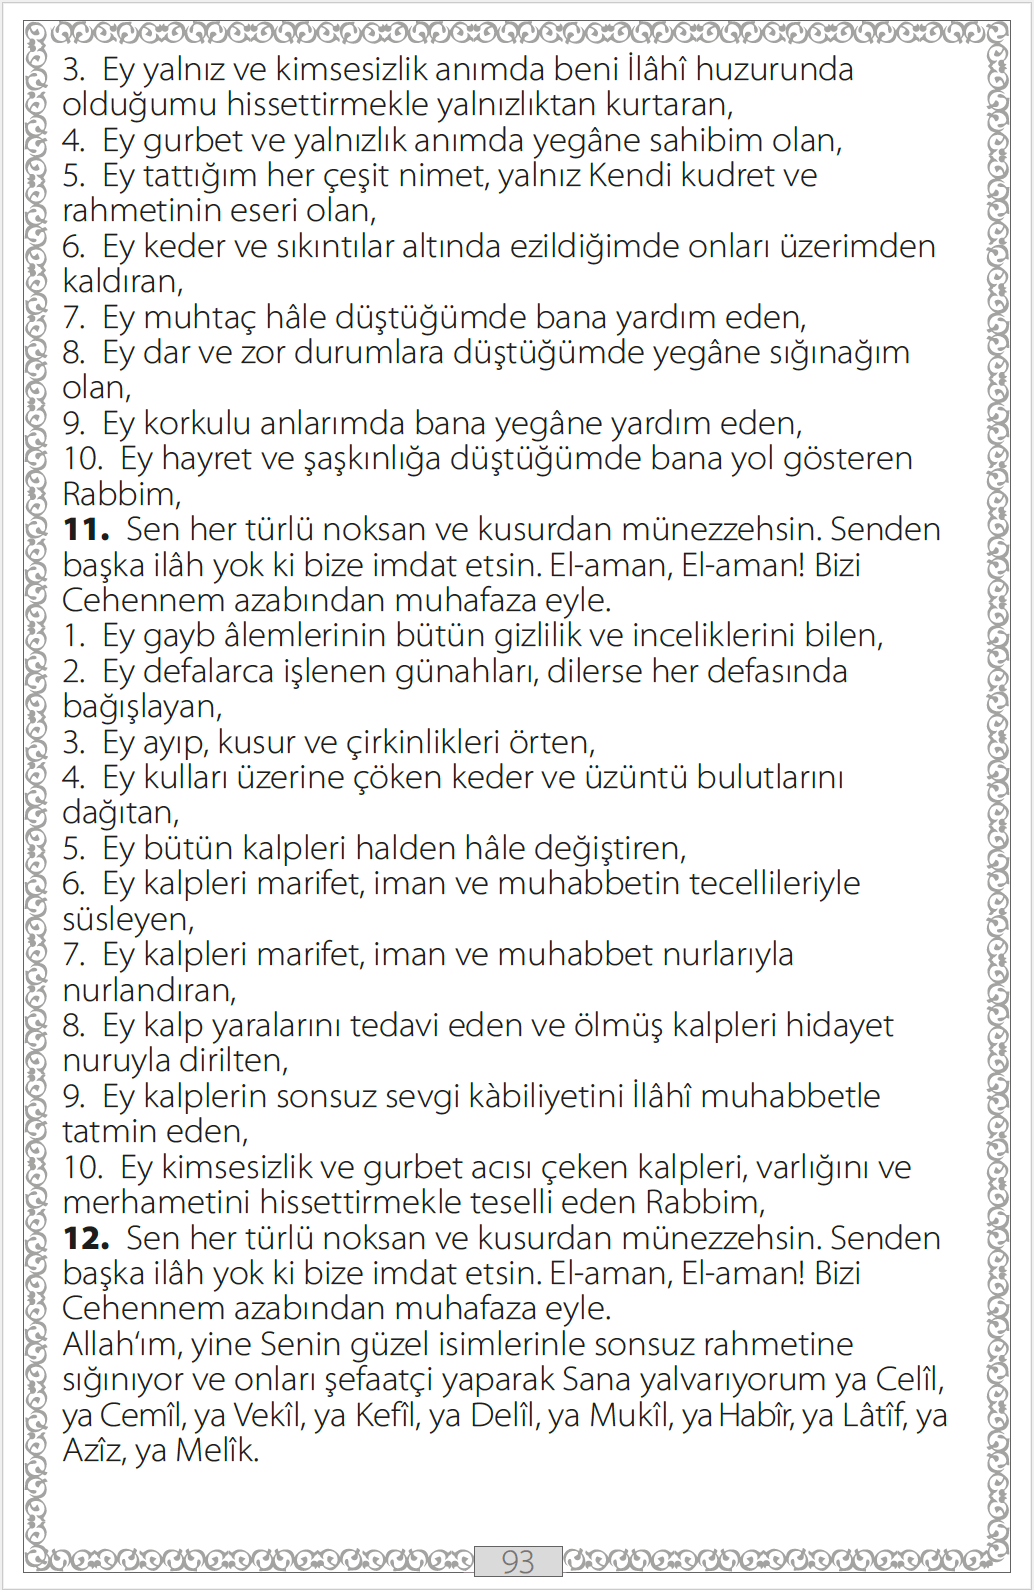 3. Ey yalnız ve kimsesizlik anımda beni İlâhî huzurunda
olduğumu hissettirmekle yalnızlıktan kurtaran,
4. Ey gurbet ve yalnızlık anımda yegâne sahibim olan,
5. Ey tattığım her çeşit nimet, yalnız Kendi kudret ve
rahmetinin eseri olan,
6. Ey keder ve sıkıntılar altında ezildiğimde onları üzerimden
kaldıran,
7. Ey muhtaç hâle düştüğümde bana yardım eden,
8. Ey dar ve zor durumlara düştüğümde yegâne sığınağım
olan,
9. Ey korkulu anlarımda bana yegâne yardım eden,
10. Ey hayret ve şaşkınlığa düştüğümde bana yol gösteren
Rabbim,
11. Sen her türlü noksan ve kusurdan münezzehsin. Senden
başka ilâh yok ki bize imdat etsin. El-aman, El-aman! Bizi
Cehennem azabından muhafaza eyle.
1. Ey gayb âlemlerinin bütün gizlilik ve inceliklerini bilen,
2. Ey defalarca işlenen günahları, dilerse her defasında
bağışlayan,
3. Ey ayıp, kusur ve çirkinlikleri örten,
4. Ey kulları üzerine çöken keder ve üzüntü bulutlarını
dağıtan,
5. Ey bütün kalpleri halden hâle değiştiren,
6. Ey kalpleri marifet, iman ve muhabbetin tecellileriyle
süsleyen,
7. Ey kalpleri marifet, iman ve muhabbet nurlarıyla
nurlandıran,
8. Ey kalp yaralarını tedavi eden ve ölmüş kalpleri hidayet
nuruyla dirilten,
9. Ey kalplerin sonsuz sevgi kàbiliyetini İlâhî muhabbetle
tatmin eden,
10. Ey kimsesizlik ve gurbet acısı çeken kalpleri, varlığını ve
merhametini hissettirmekle teselli eden Rabbim,
12. Sen her türlü noksan ve kusurdan münezzehsin. Senden
başka ilâh yok ki bize imdat etsin. El-aman, El-aman! Bizi
Cehennem azabından muhafaza eyle.
Allah‘ım, yine Senin güzel isimlerinle sonsuz rahmetine
sığınıyor ve onları şefaatçi yaparak Sana yalvarıyorum ya Celîl,
ya Cemîl, ya Vekîl, ya Kefîl, ya Delîl, ya Mukîl, ya Habîr, ya Lâtîf, ya
Azîz, ya Melîk.
93